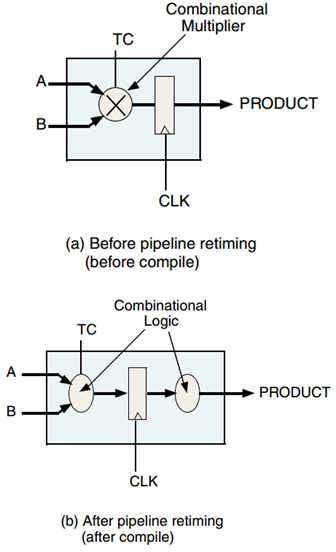 Combinational
Multiplier
TC
A
B
PRODUCT
CLK
(a) Before pipeline retiming
(before compile)
Combinational
Logic
TC
A
B
PRODUCT
CLK
(b) After pipeline retiming
(after compile)